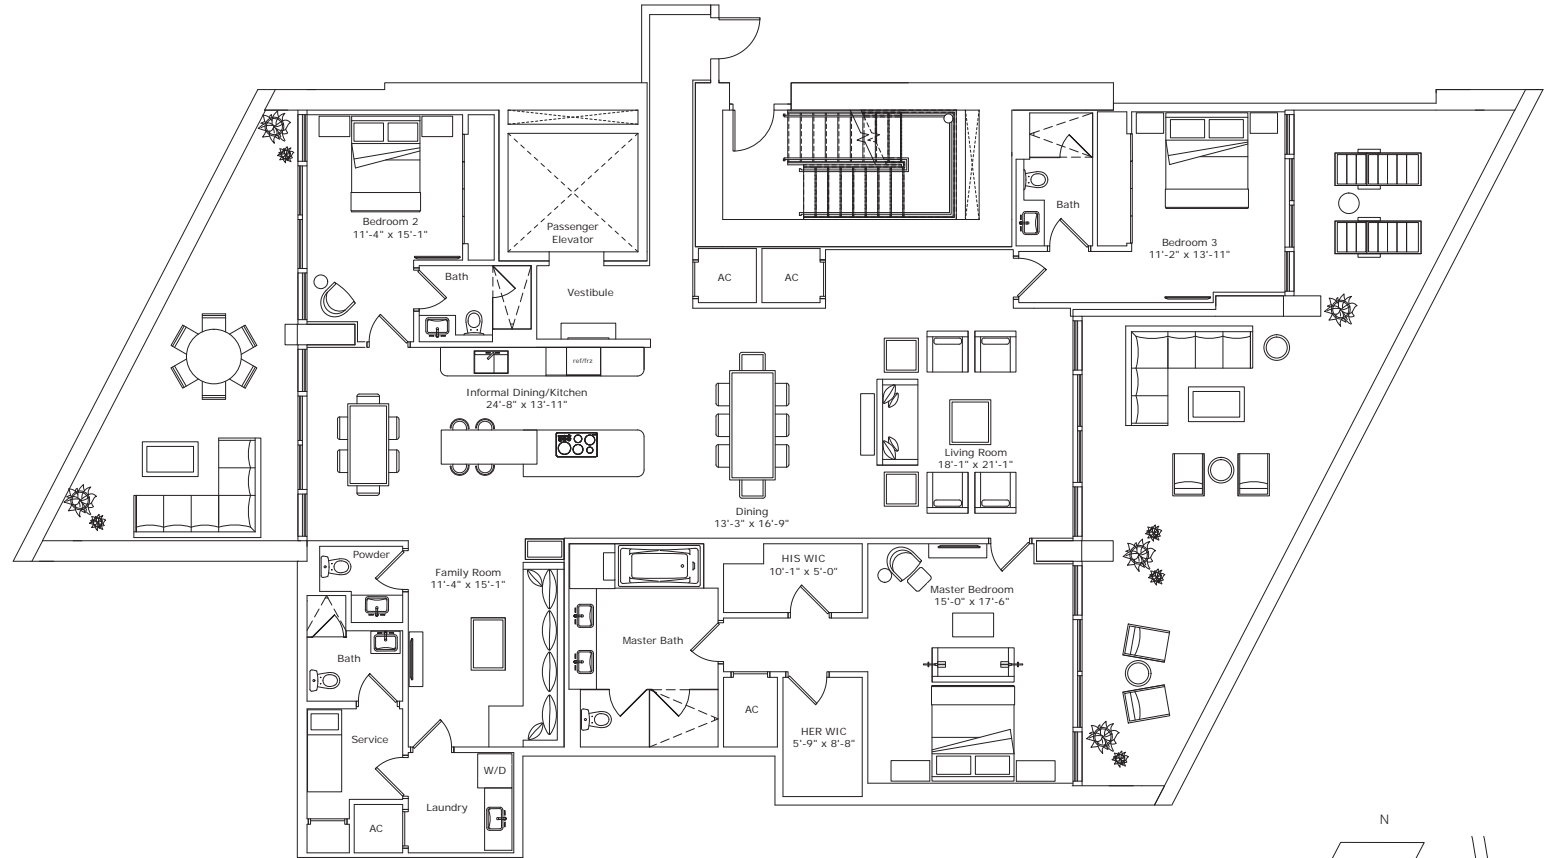 Bedroom 2
11'-4" x 15'-1"
Passenger
Elevator
Bath
Vestibule
AC
AC
Bath
Bedroom 3
11'-2" x 13'-11"
ref/frz
Informal Dining/Kitchen
24'-8" x 13'-11"
Dining
13'-3" x 16'-9"
Living Room
18'-1" x 21'-1"
Powder
Family Room
11'-4" x 15'-1"
HIS WIC
10'-1" x 5'-0"
Master Bedroom
15'-0" x 17'-6"
Bath
Master Bath
Service
AC
HER WIC
5'-9" x 8'-8"
W/D
Laundry
AC
N